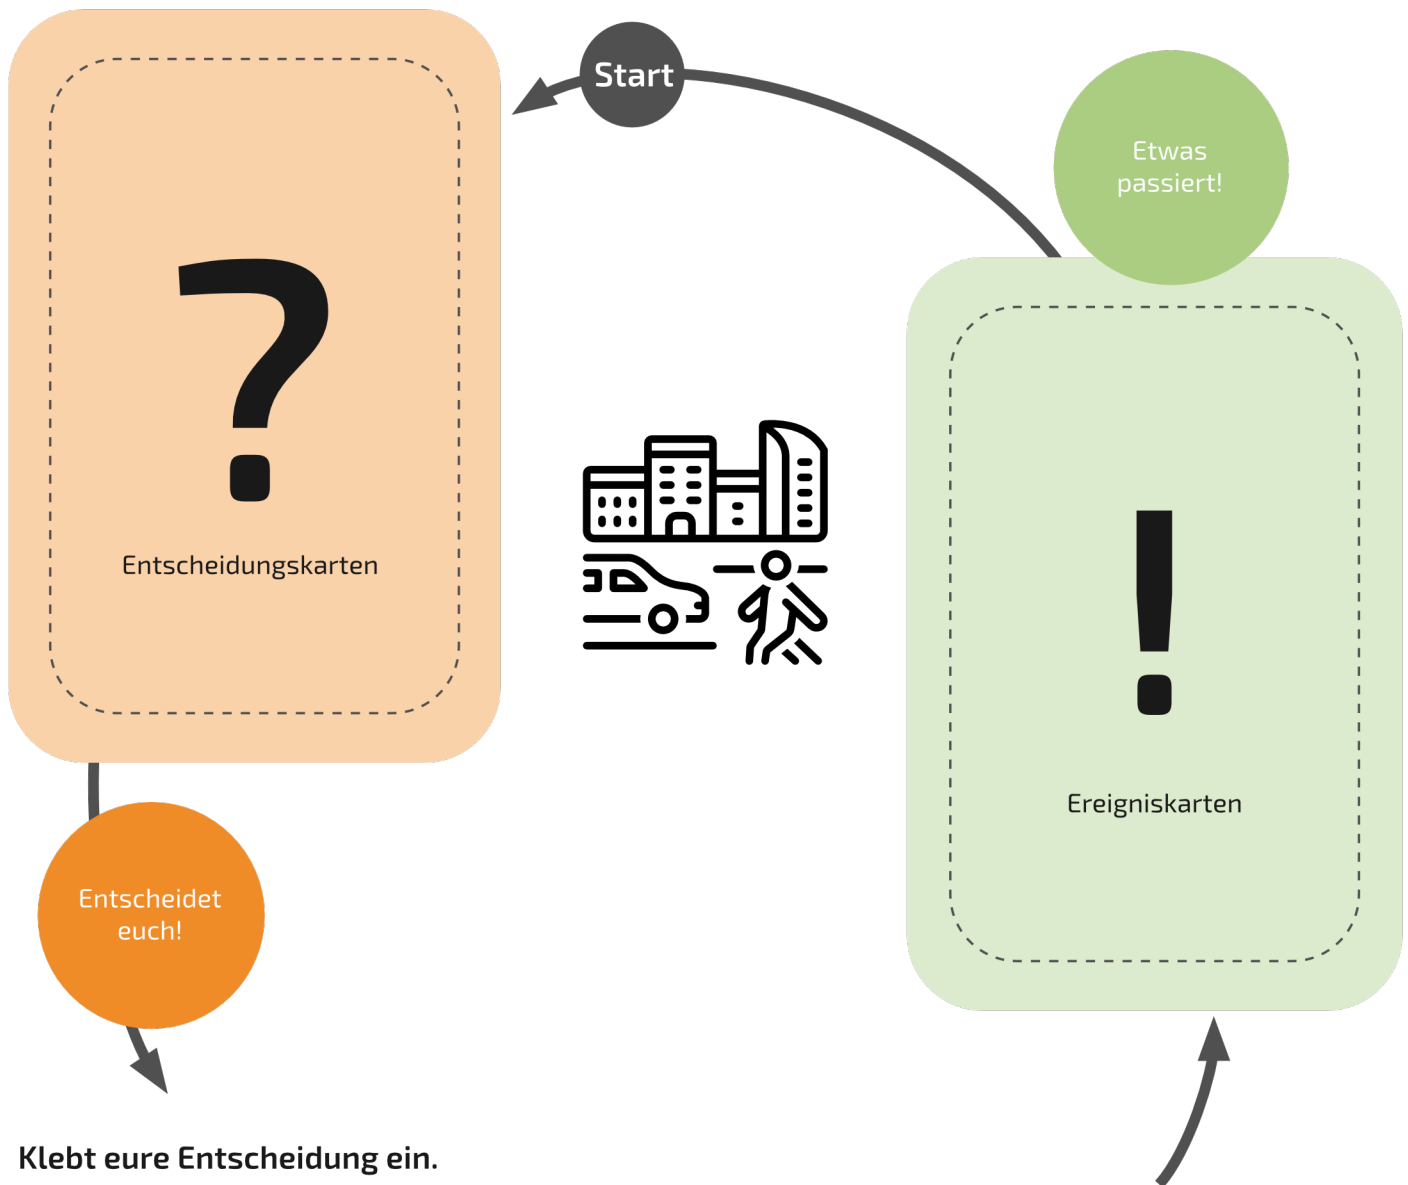 Start
Etwas
passiert!
?
Entscheidungskarten
!
Ereigniskarten
Entscheidet
euch!
Klebt eure Entscheidung ein.